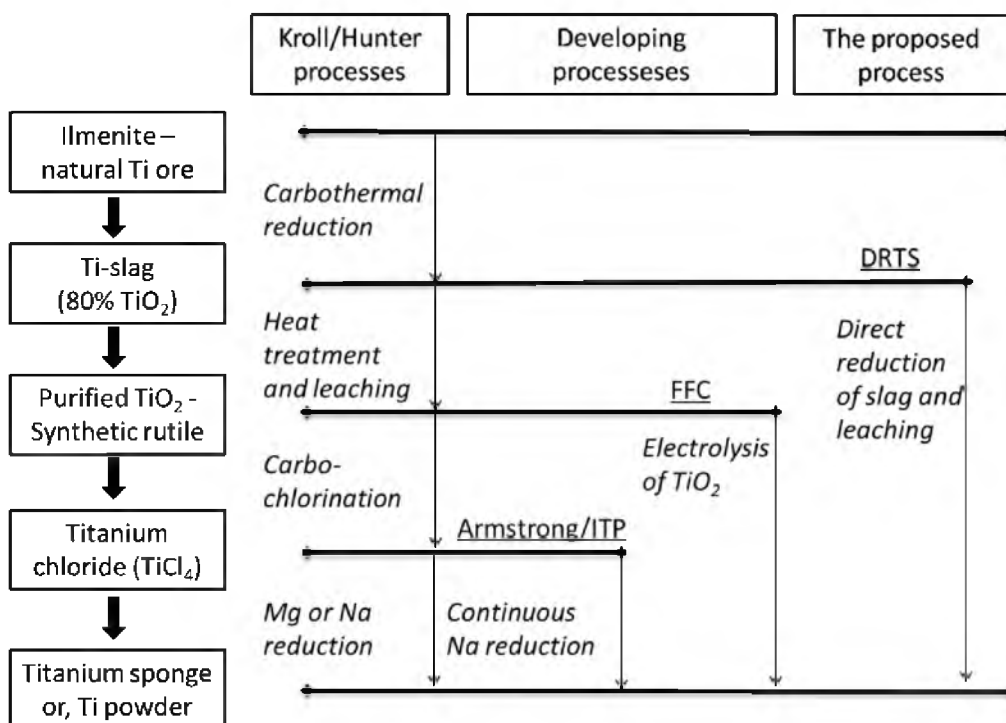 Kroll/Hunter
processes
Developing
processeses
The proposed
process
Ilmenite –
natural Ti ore
Carbothermal
reduction
Ti-slag
(80% TiO₂)
DRTS
Heat
treatment
and leaching
Direct
reduction
of slag and
leaching
Purified TiO₂ -
Synthetic rutile
FFC
Carbo-
chlorination
Electrolysis
of TiO₂
Titanium
chloride (TiCl₄)
Armstrong/ITP
Mg or Na
reduction
Continuous
Na reduction
Titanium sponge
or, Ti powder